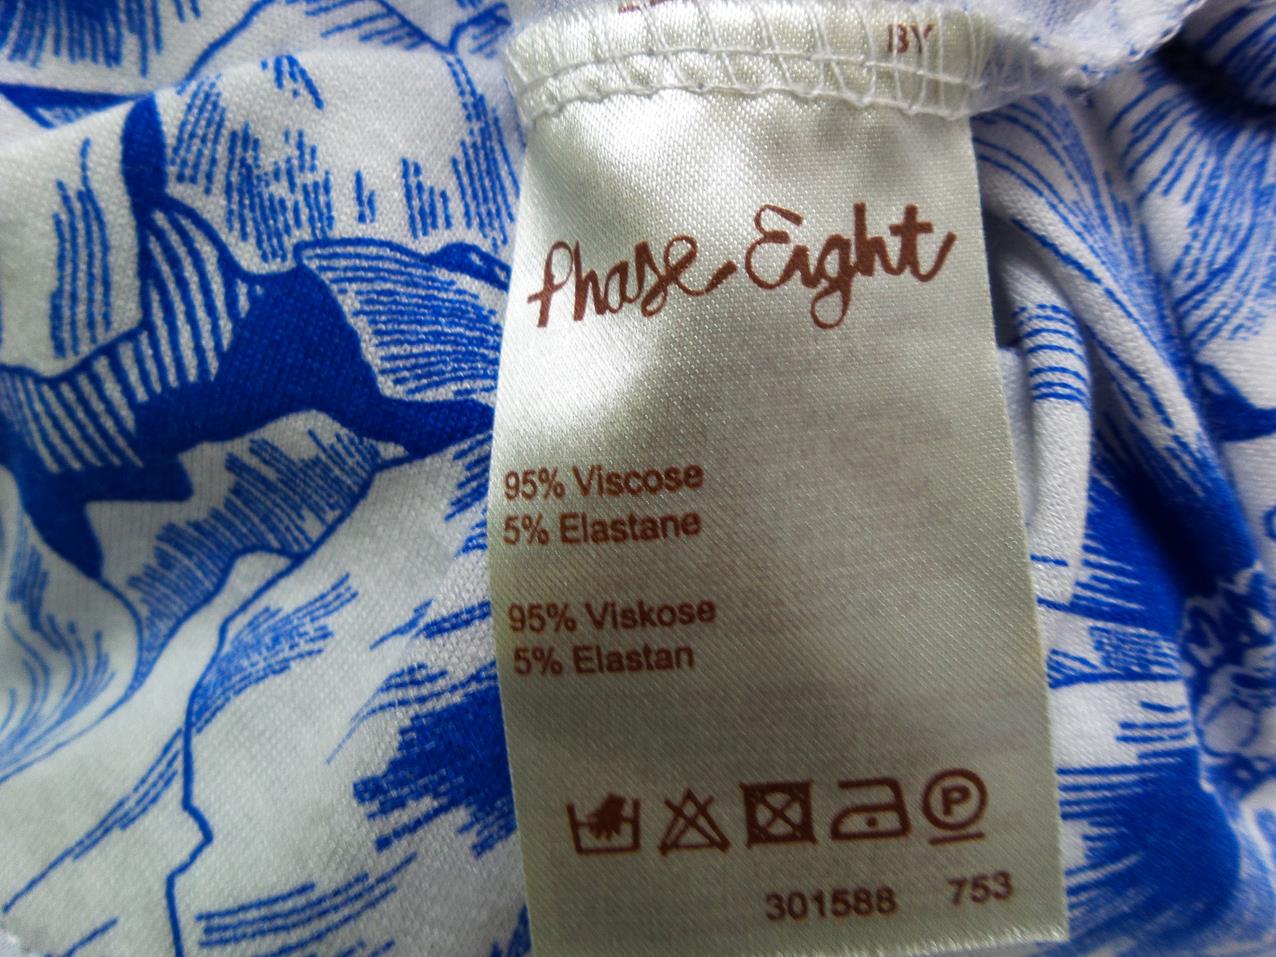 BY
Phase Eight
95% Viscose
5% Elastane
95% Viskose
5% Elastan
P
301588 753